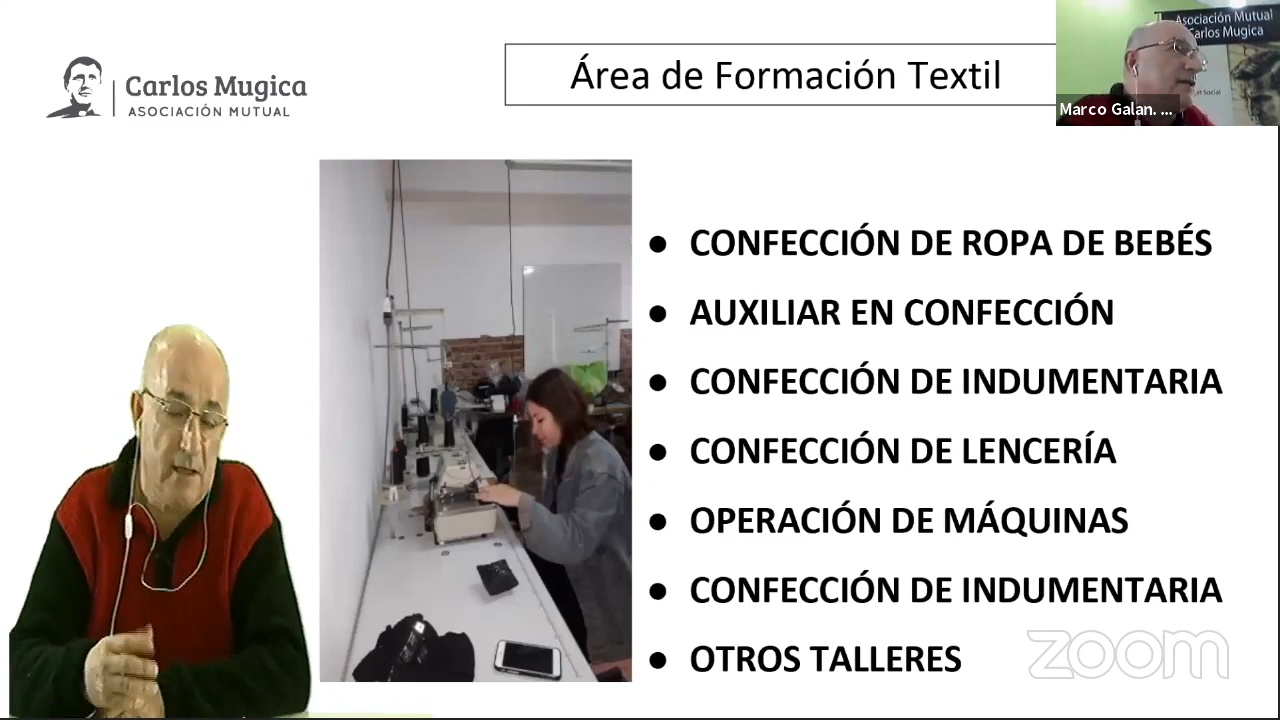 Carlos Mugica
ASOCIACIÓN MUTUAL
Área de Formación Textil
Asociación Mutual
Carlos Mugica
Social
Marco Galan. ...
● CONFECCIÓN DE ROPA DE BEBÉS
● AUXILIAR EN CONFECCIÓN
● CONFECCIÓN DE INDUMENTARIA
● CONFECCIÓN DE LENCERÍA
● OPERACIÓN DE MÁQUINAS
● CONFECCIÓN DE INDUMENTARIA
● OTROS TALLERES
zoom